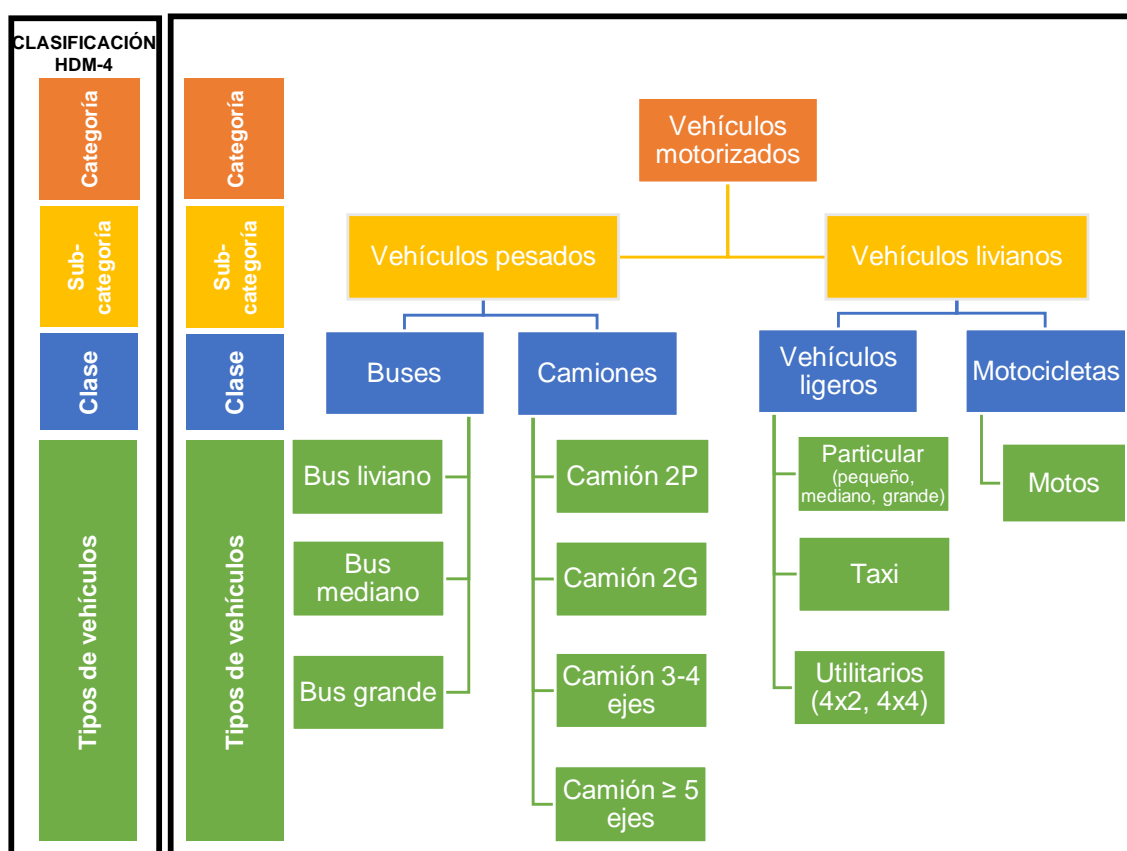 CLASIFICACIÓN
HDM-4
Categoría
Sub-
categoría
Clase
Tipos de vehículos
Categoría
Sub-
categoría
Clase
Tipos de vehículos
Vehículos
motorizados
Vehículos pesados
Vehículos livianos
Buses
Camiones
Vehículos
ligeros
Motocicletas
Bus liviano
Bus
mediano
Bus grande
Camión 2P
Camión 2G
Camión 3-4
ejes
Camión ≥ 5
ejes
Particular
(pequeño,
mediano, grande)
Taxi
Utilitarios
(4x2, 4x4)
Motos